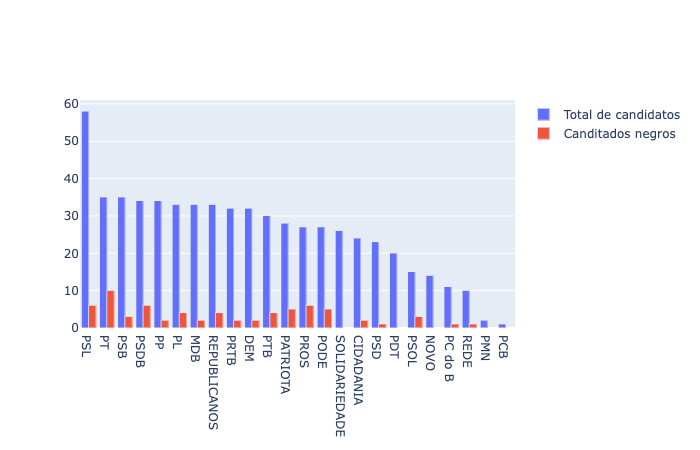 Total de candidatos
Canditados negros
60
50
40
30
20
10
0
PSL
PT
PSB
PSDB
PP
PL
MDB
REPUBLICANOS
PRTB
DEM
PTB
PATRIOTA
PROS
PODE
SOLIDARIEDADE
CIDADANIA
PSD
PDT
PSOL
NOVO
PC do B
REDE
PMN
PCB